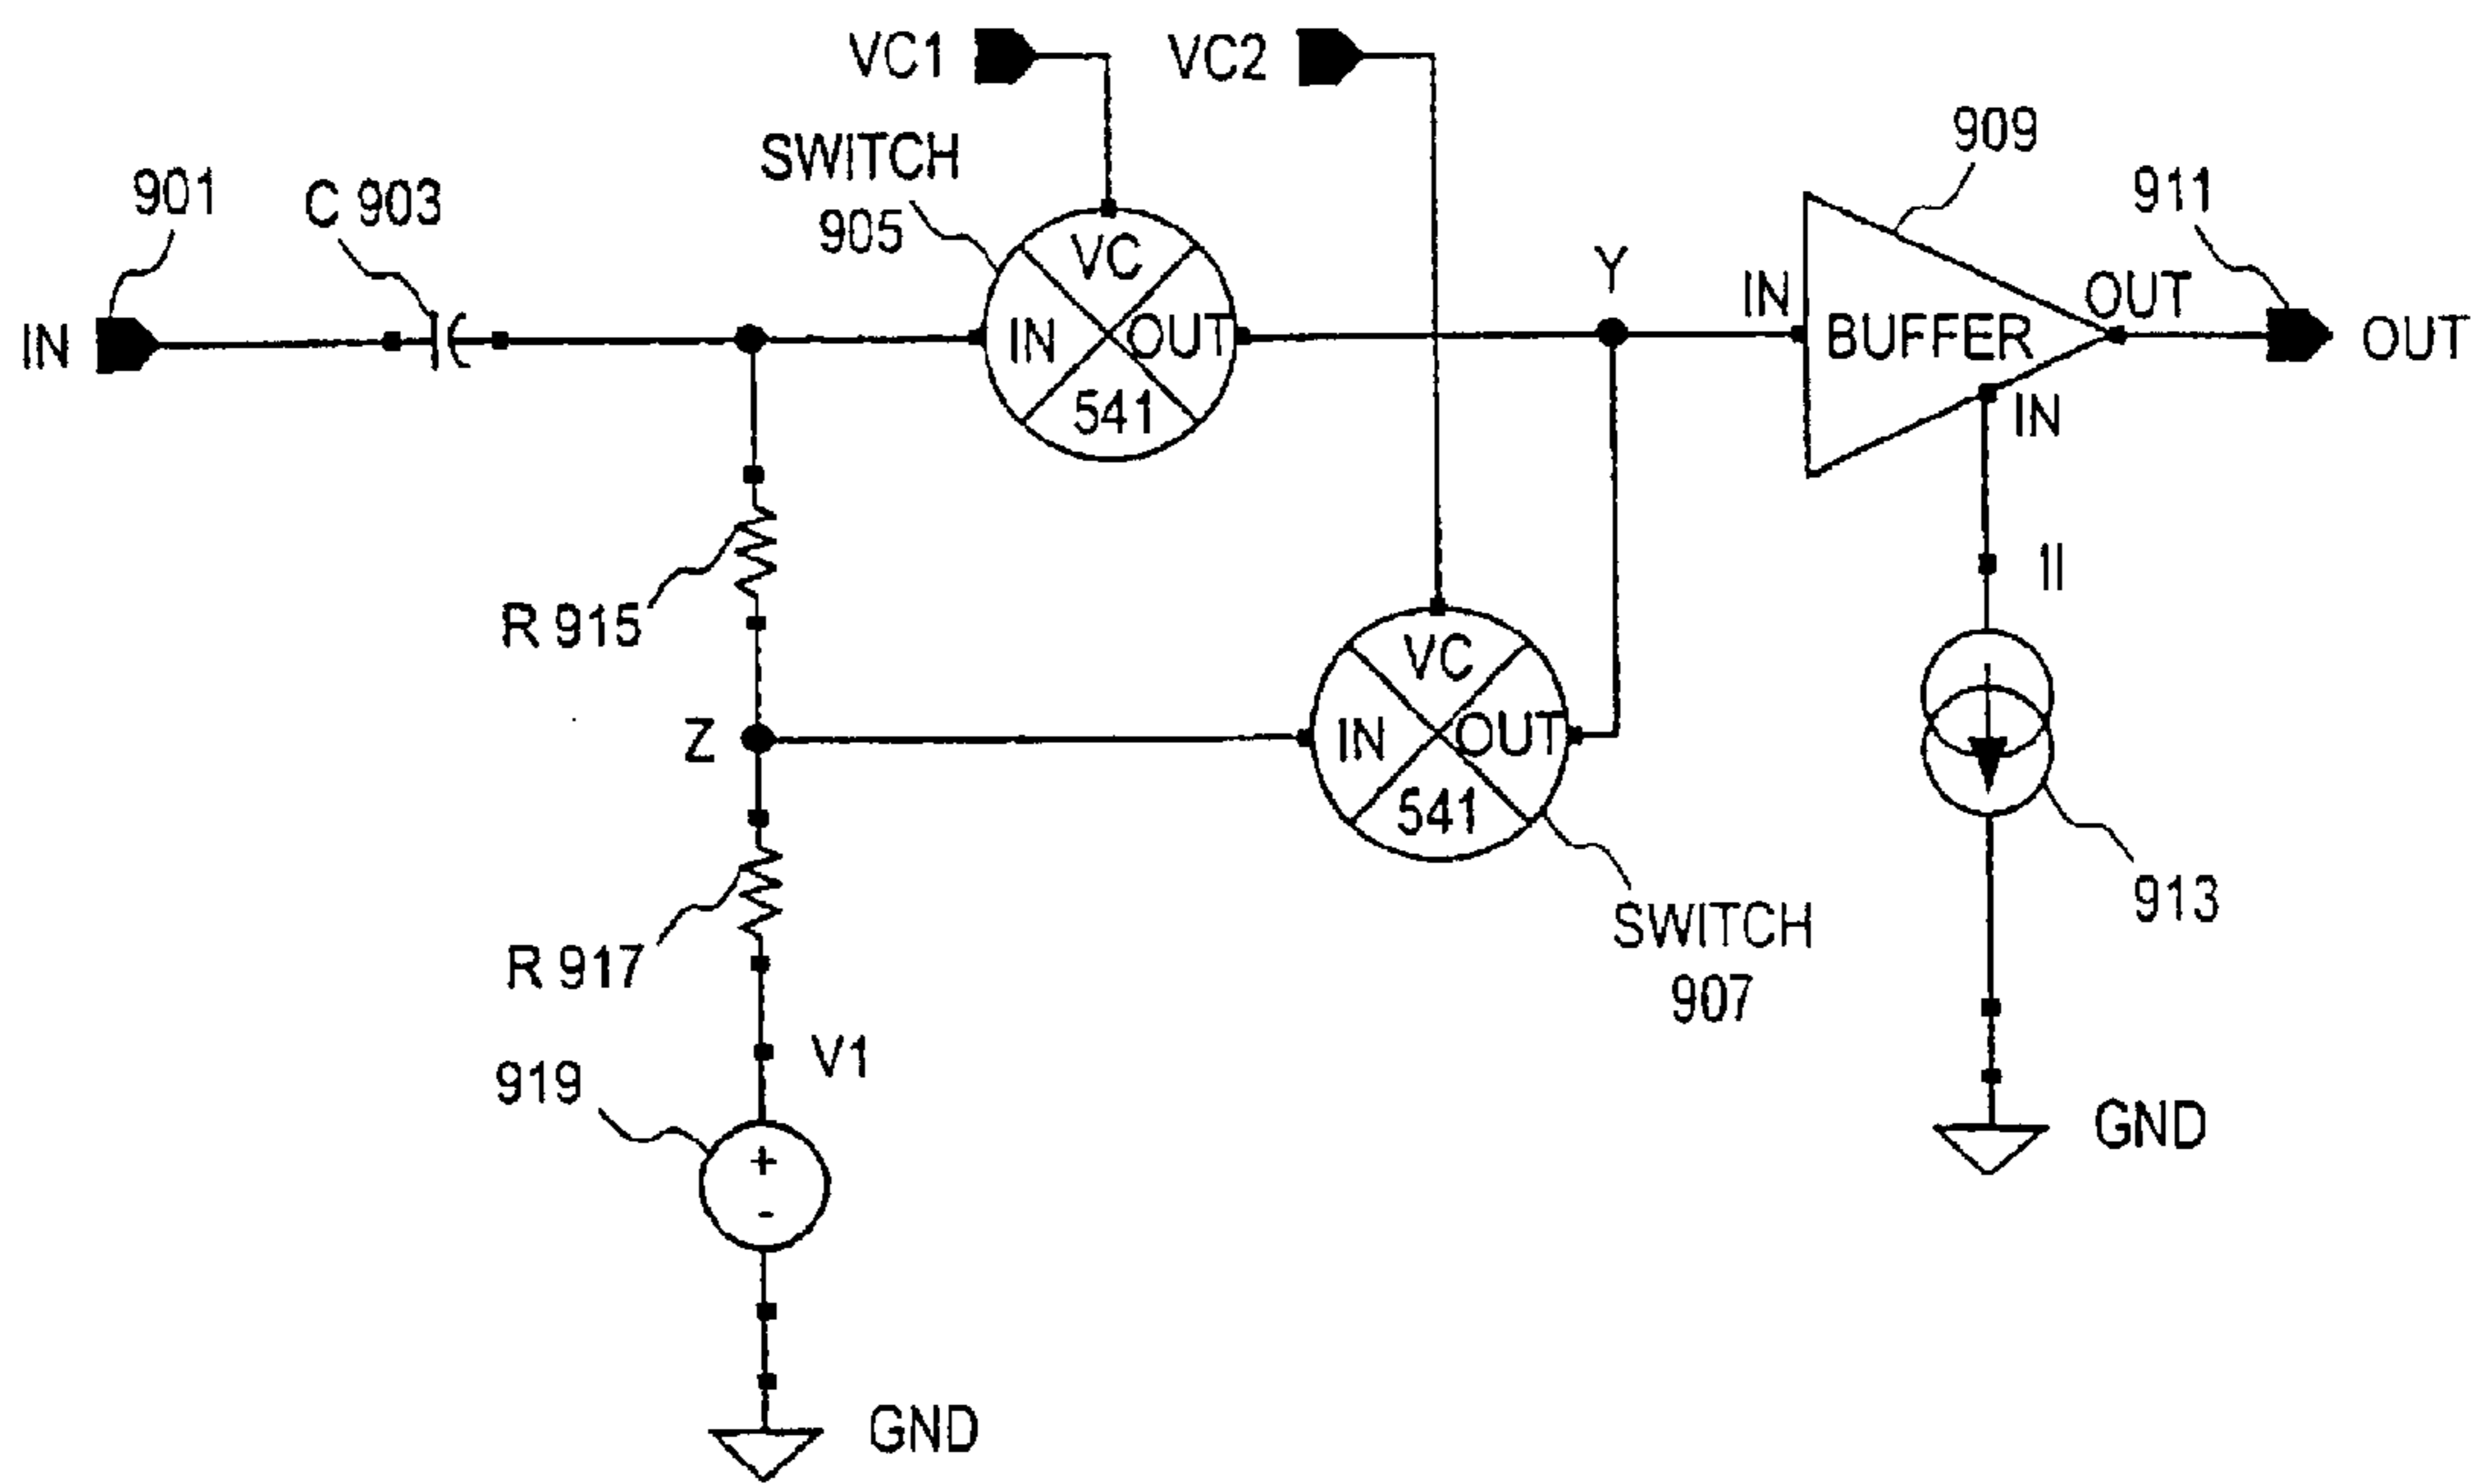 VC1
VC2
SWITCH
905
909
911
901
C 903
VC
IN
OUT
541
Y
IN
BUFFER
OUT
OUT
IN
IN
1I
R 915
Z
VC
IN
OUT
541
913
SWITCH
907
R 917
V1
919
+
-
GND
GND